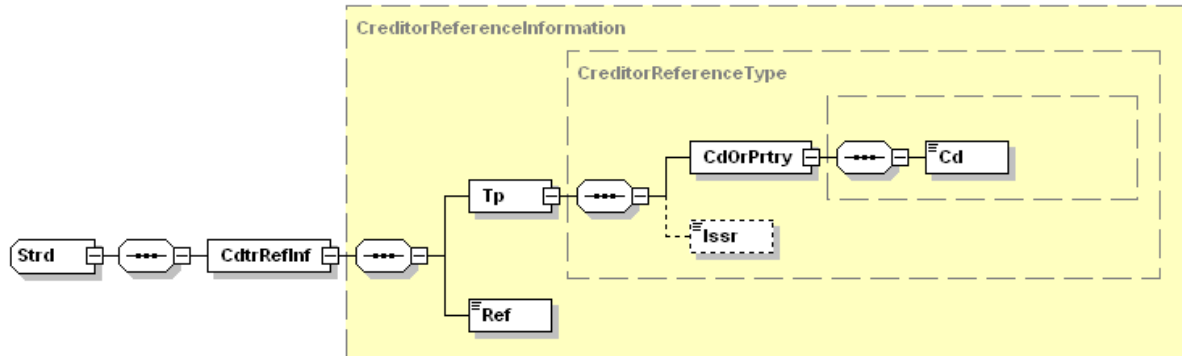 CreditorReferenceInformation
CreditorReferenceType
CdOrPrtry
Cd
Tp
Issr
Strd
CdtrRefInf
Ref